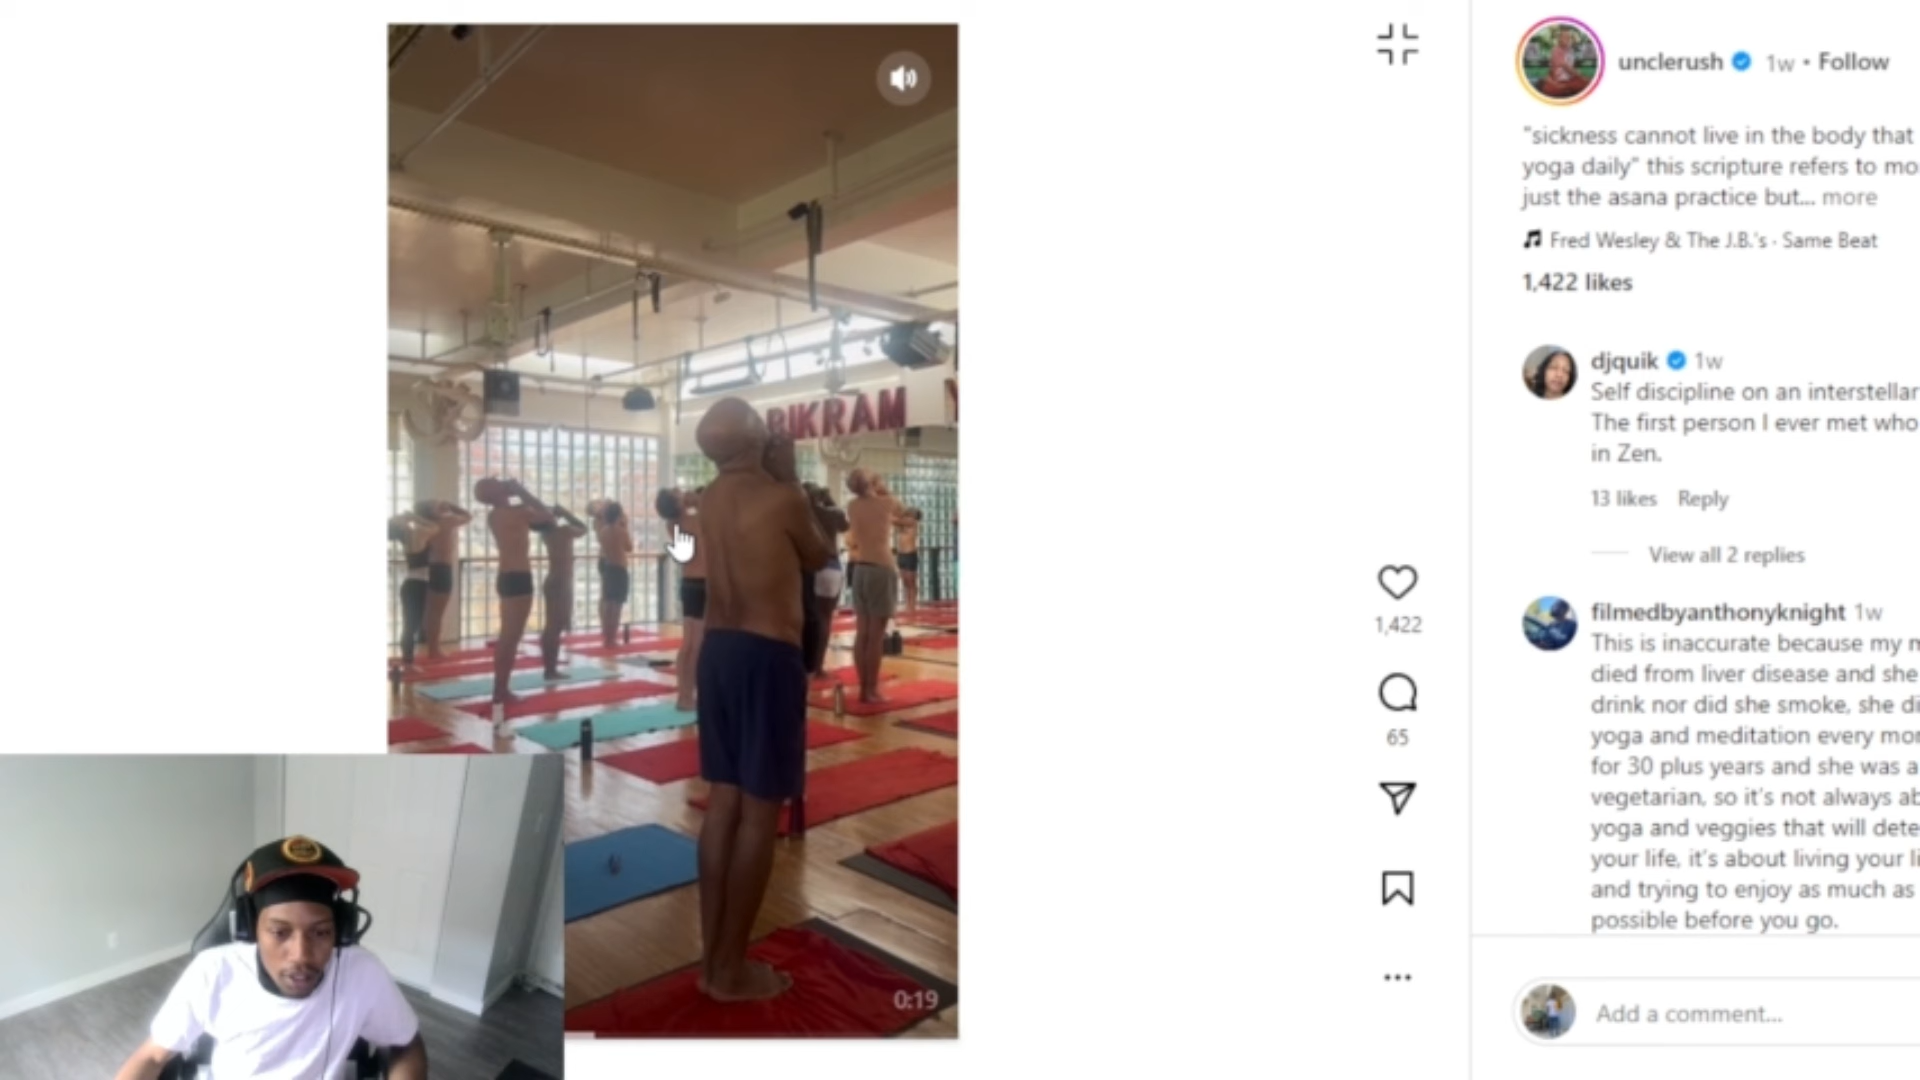 BIKRAM
0:19
1,422
65
unclerush 1w • Follow
"sickness cannot live in the body that
yoga daily" this scripture refers to mo
just the asana practice but... more
Fred Wesley & The J.B.'s · Same Beat
1,422 likes
djquik 1w
Self discipline on an interstellar
The first person I ever met who
in Zen.
13 likes Reply
View all 2 replies
filmedbyanthonyknight 1w
This is inaccurate because my m
died from liver disease and she
drink nor did she smoke, she di
yoga and meditation every mor
for 30 plus years and she was a
vegetarian, so it's not always ab
yoga and veggies that will dete
your life, it's about living your li
and trying to enjoy as much as
possible before you go.
Add a comment...